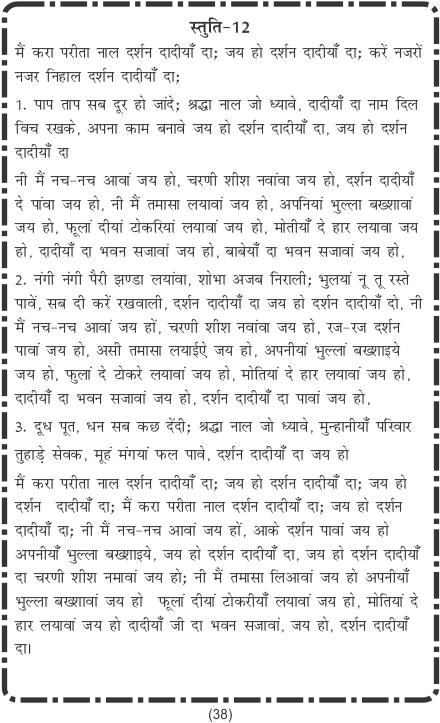 स्तुति-12
मैं करा परीता नाल दर्शन दादीयाँ दा; जय हो दर्शन दादीयाँ दा; करें नजरों
नजर निहाल दर्शन दादीयाँ दा;
1. पाप ताप सब दूर हो जांदे; श्रद्धा नाल जो ध्यावे, दादीयाँ दा नाम दिल
विच रखके, अपना काम बनावे जय हो दर्शन दादीयाँ दा, जय हो दर्शन
दादीयाँ दा
नी मैं नच-नच आवां जय हो, चरणी शीश नवांवा जय हो, दर्शन दादीयाँ
दे पांवा जय हो, नी मैं तमासा लयावां जय हो, अपनियां भुल्ला बख्शावां
जय हो, फूलां दीयां टोकरियां लयावां जय हो, मोतीयाँ दे हार लयावा जय
हो, दादीयाँ दा भवन सजावां जय हो, बाबेयाँ दा भवन सजावां जय हो,
2. नंगी नंगी पैरी झण्डा लयांवा, शोभा अजब निराली; भुलयां नू तू रस्ते
पावें, सब दी करें रखवाली, दर्शन दादीयाँ दा जय हो दर्शन दादीयाँ दो, नी
मैं नच-नच आवां जय हों, चरणी शीश नवांवा जय हो, रज-रज दर्शन
पावां जय हो, असी तमासा लयाईऐ जय हो, अपनीयां भुल्लां बख्शाइये
जय हो, फुलां दे टोकरे लयावां जय हो, मोतियां दे हार लयावां जय हो,
दादीयाँ दा भवन सजावां जय हो, दर्शन दादीयाँ दा पावां जय हो,
3. दूध पूत, धन सब कछ देंदी; श्रद्धा नाल जो ध्यावे, मुन्हानीयाँ परिवार
तुहाड़े सेवक, मूहं मंगयां फल पावे, दर्शन दादीयाँ दा जय हो
मैं करा परीता नाल दर्शन दादीयाँ दा; जय हो दर्शन दादीयाँ दा; जय हो
दर्शन दादीयाँ दा; मैं करा परीता नाल दर्शन दादीयाँ दा; जय हो दर्शन
दादीयाँ दा; नी मैं नच-नच आवां जय हों, आके दर्शन पावां जय हो
अपनीयाँ भुल्ला बख्शाइये, जय हो दर्शन दादीयाँ दा, जय हो दर्शन दादीयाँ
दा चरणी शीश नमावां जय हो; नी मैं तमासा लिआवां जय हो अपनीयाँ
भुल्ला बख्शावां जय हो फूलां दीयां टोकरीयाँ लयावां जय हो, मोतियां दे
हार लयावां जय हो दादीयाँ जी दा भवन सजावां, जय हो, दर्शन दादीयाँ
दा।
(38)